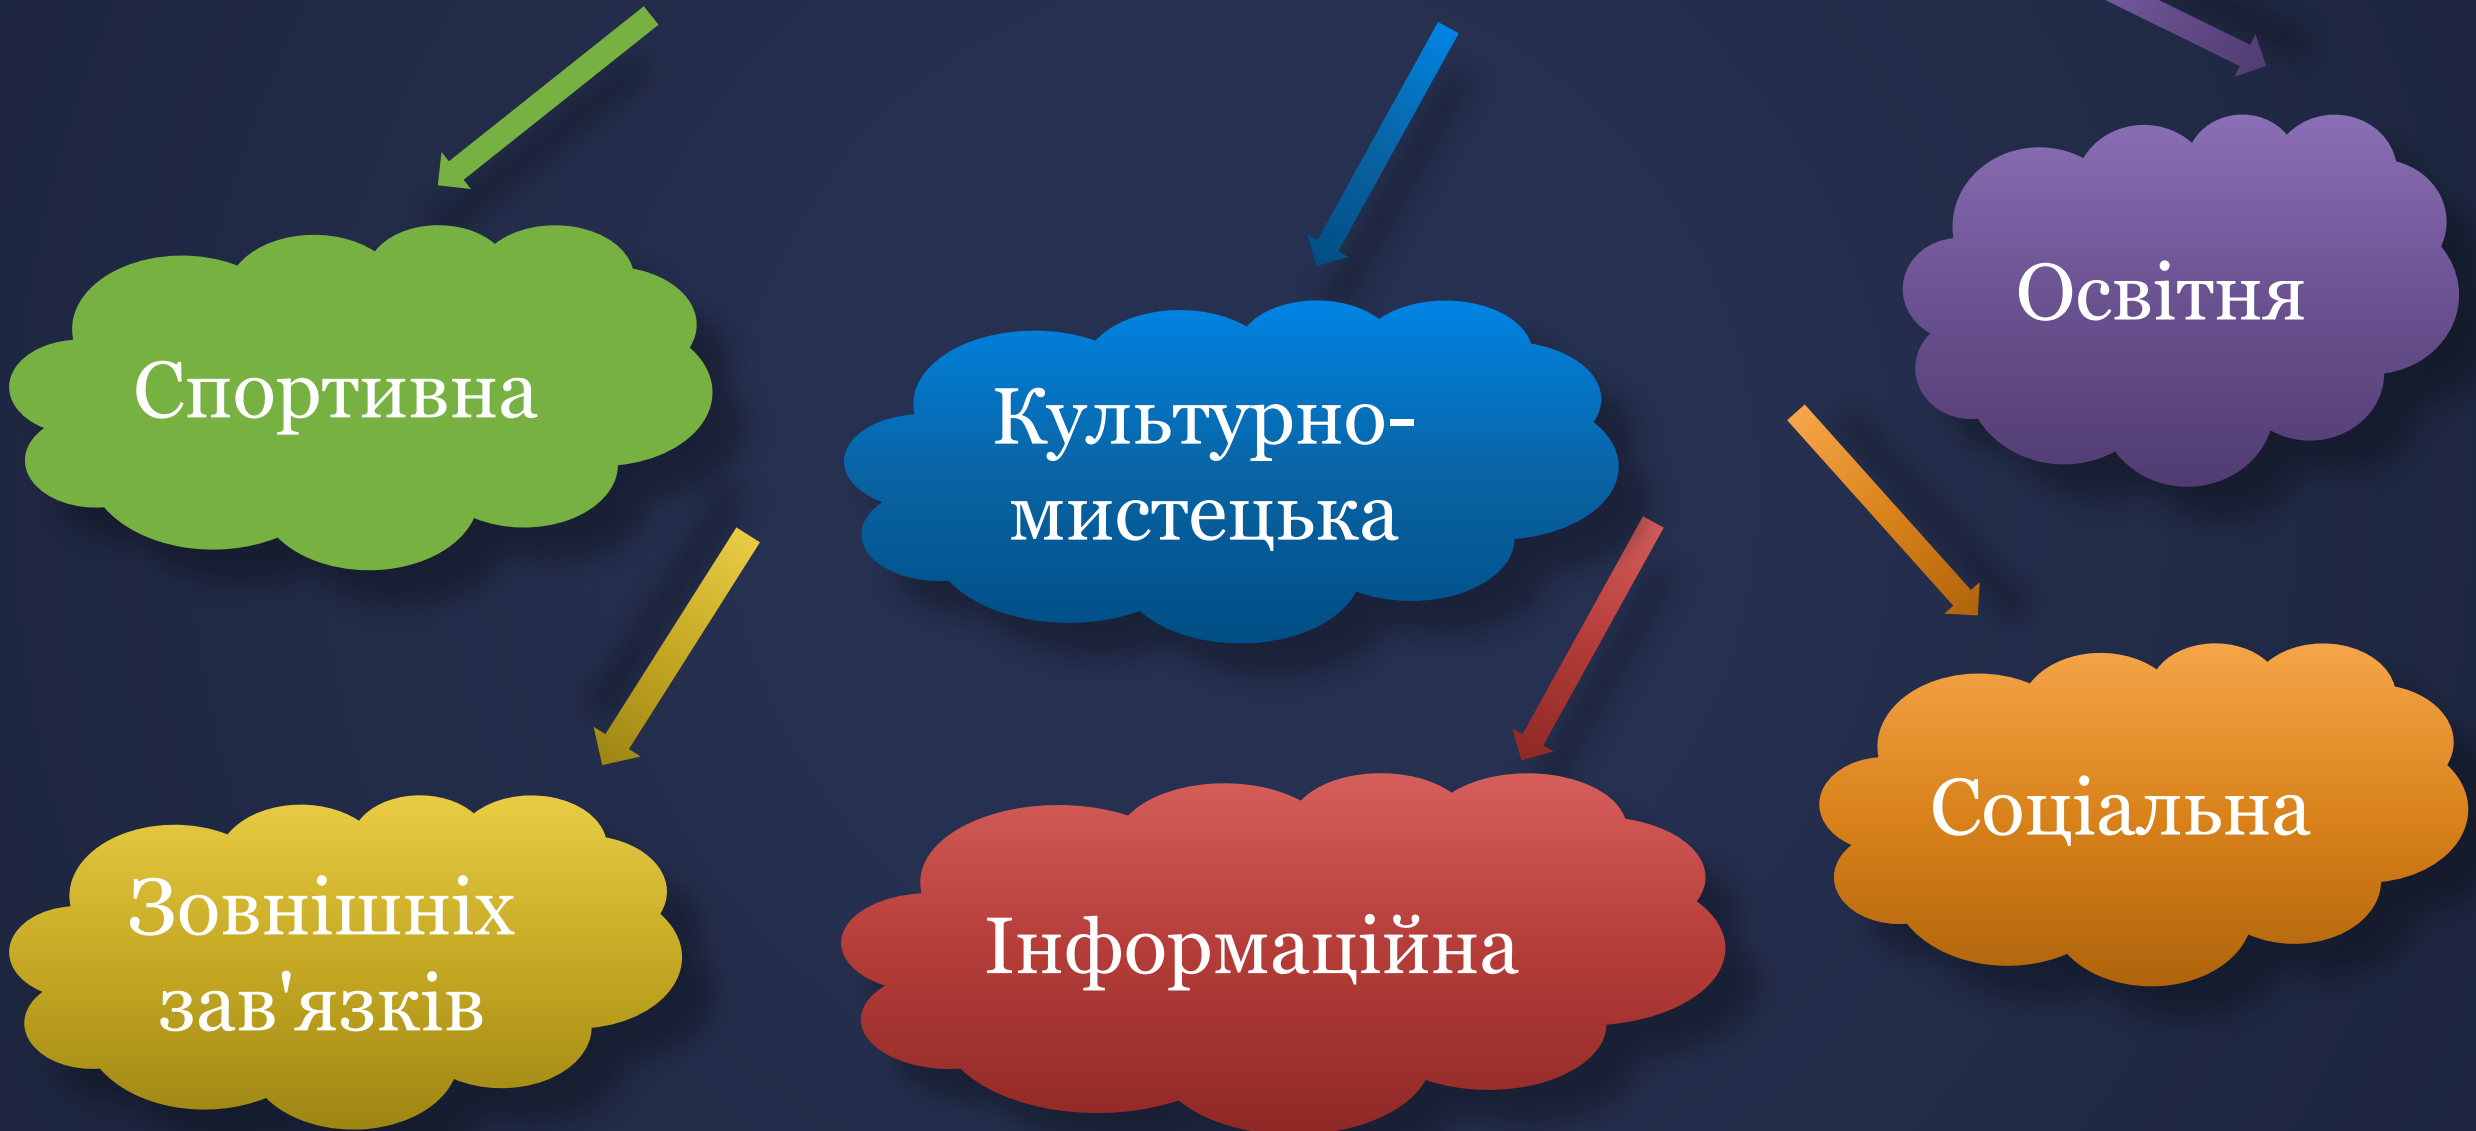 Спортивна
Культурно-
мистецька
Освітня
Зовнішніх
зав'язків
Інформаційна
Соціальна